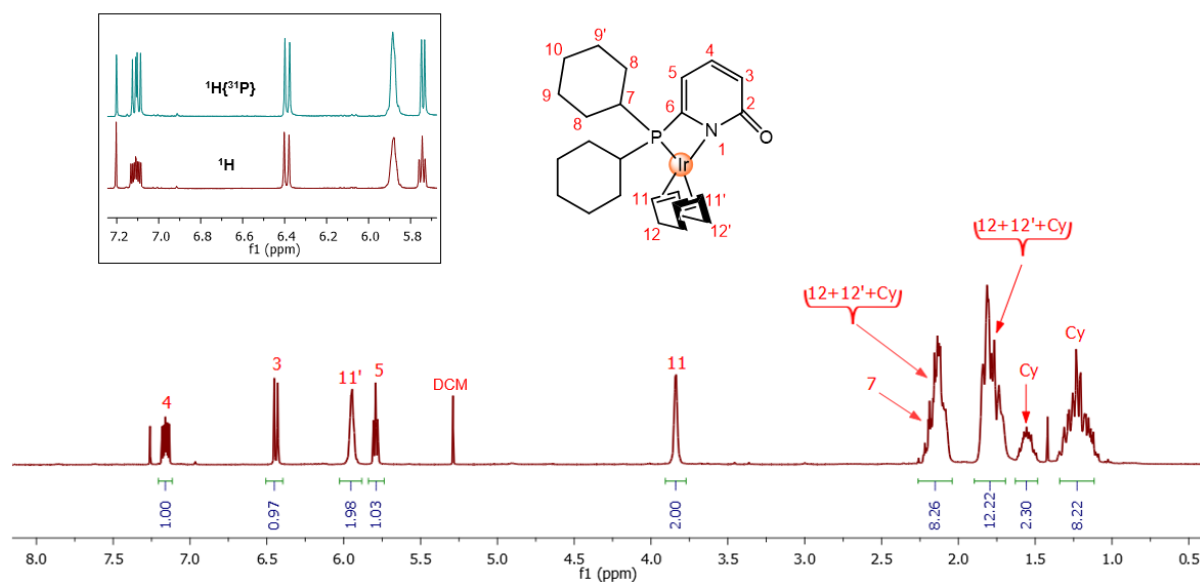 ¹H{³¹P}
¹H
7.2 7.0 6.8 6.6 6.4 6.2 6.0 5.8
f1 (ppm)
9'
10
8
4
5
3
9
7
6
2
8
P
N
O
1
Ir
11
11'
12
12'
12+12'+Cy
12+12'+Cy
4
3
11'
5
DCM
11
7
Cy
Cy
1.00
0.97
1.98
1.03
2.00
8.26
12.22
2.30
8.22
8.0 7.5 7.0 6.5 6.0 5.5 5.0 4.5 4.0 3.5 3.0 2.5 2.0 1.5 1.0 0.5
f1 (ppm)